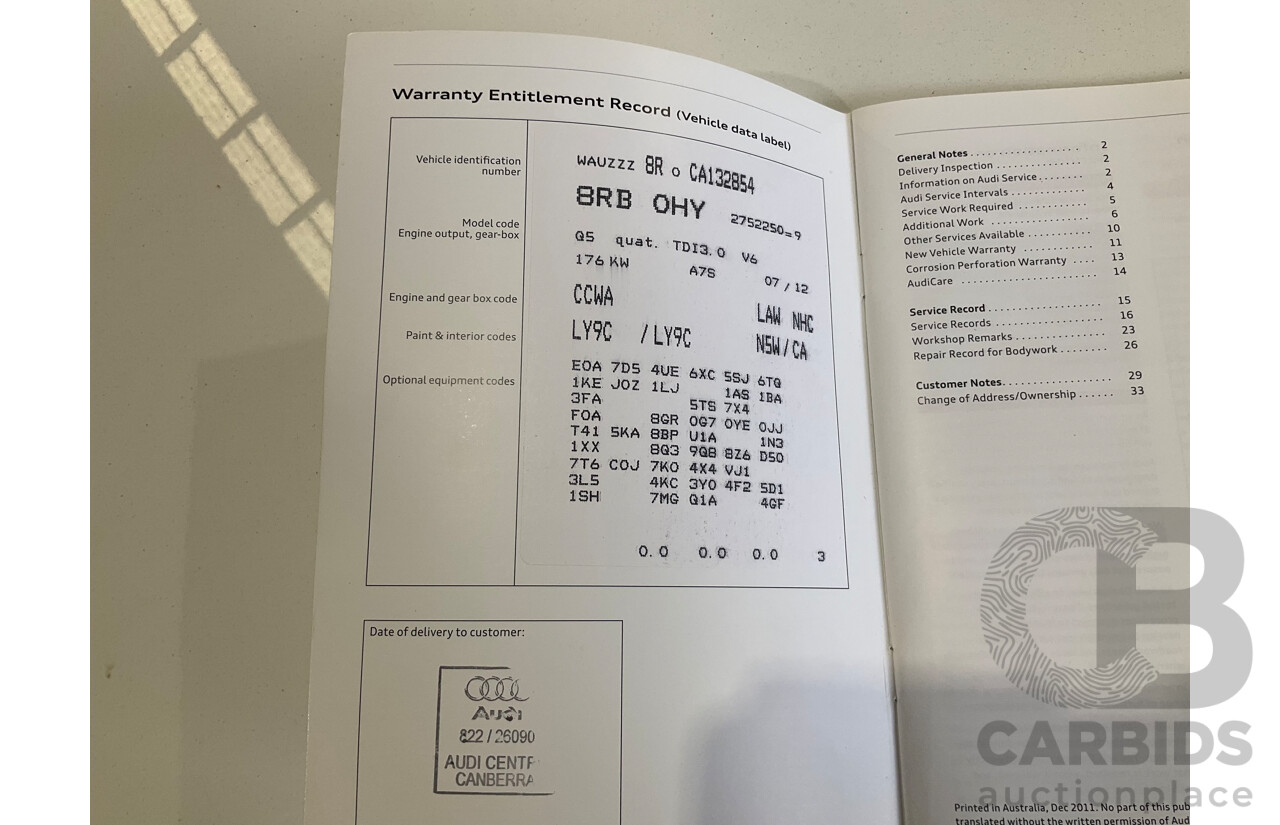 Warranty Entitlement Record (Vehicle data label)
Vehicle identification number
WAUZZZ 8R 0 CA132854
8RB 0HY 2752250=9
Model code
Engine output, gear-box
Q5 quat. TDI3.0 V6
176 KW A7S 07 / 12
Engine and gear box code
CCWA LAW NHC
Paint & interior codes
LY9C / LY9C N5W / CA
Optional equipment codes
E0A 7D5 4UE 6XC 5SJ 6TQ
1KE J0Z 1LJ 1AS 1BA
3FA 5TS 7X4
F0A 8GR 0G7 0YE 0JJ
T41 5KA 8BP U1A 1N3
1XX 8Q3 9Q8 8Z6 D50
7T6 C0J 7K0 4X4 VJ1
3L5 4KC 3Y0 4F2 5D1
1SH 7MG Q1A 4GF
0.0 0.0 0.0 3
Date of delivery to customer:
Audi
822 / 26090
AUDI CENTR
CANBERRA
General Notes . . . . . . . . . . . . . . . . . . 2
Delivery Inspection . . . . . . . . . . . . . . 2
Information on Audi Service . . . . . . . . 2
Audi Service Intervals . . . . . . . . . . . . 4
Service Work Required . . . . . . . . . . . 5
Additional Work . . . . . . . . . . . . . . . . 6
Other Services Available . . . . . . . . . . 10
New Vehicle Warranty . . . . . . . . . . . . 11
Corrosion Perforation Warranty . . . . 13
AudiCare . . . . . . . . . . . . . . . . . . . . . 14
Service Record . . . . . . . . . . . . . . . . . . 15
Service Records . . . . . . . . . . . . . . . . 16
Workshop Remarks . . . . . . . . . . . . . . 23
Repair Record for Bodywork . . . . . . . . 26
Customer Notes. . . . . . . . . . . . . . . . . 29
Change of Address/Ownership . . . . . . 33
Printed in Australia, Dec 2011. No part of this pub
translated without the written permission of Aud
CB
CARBIDS
auctionplace